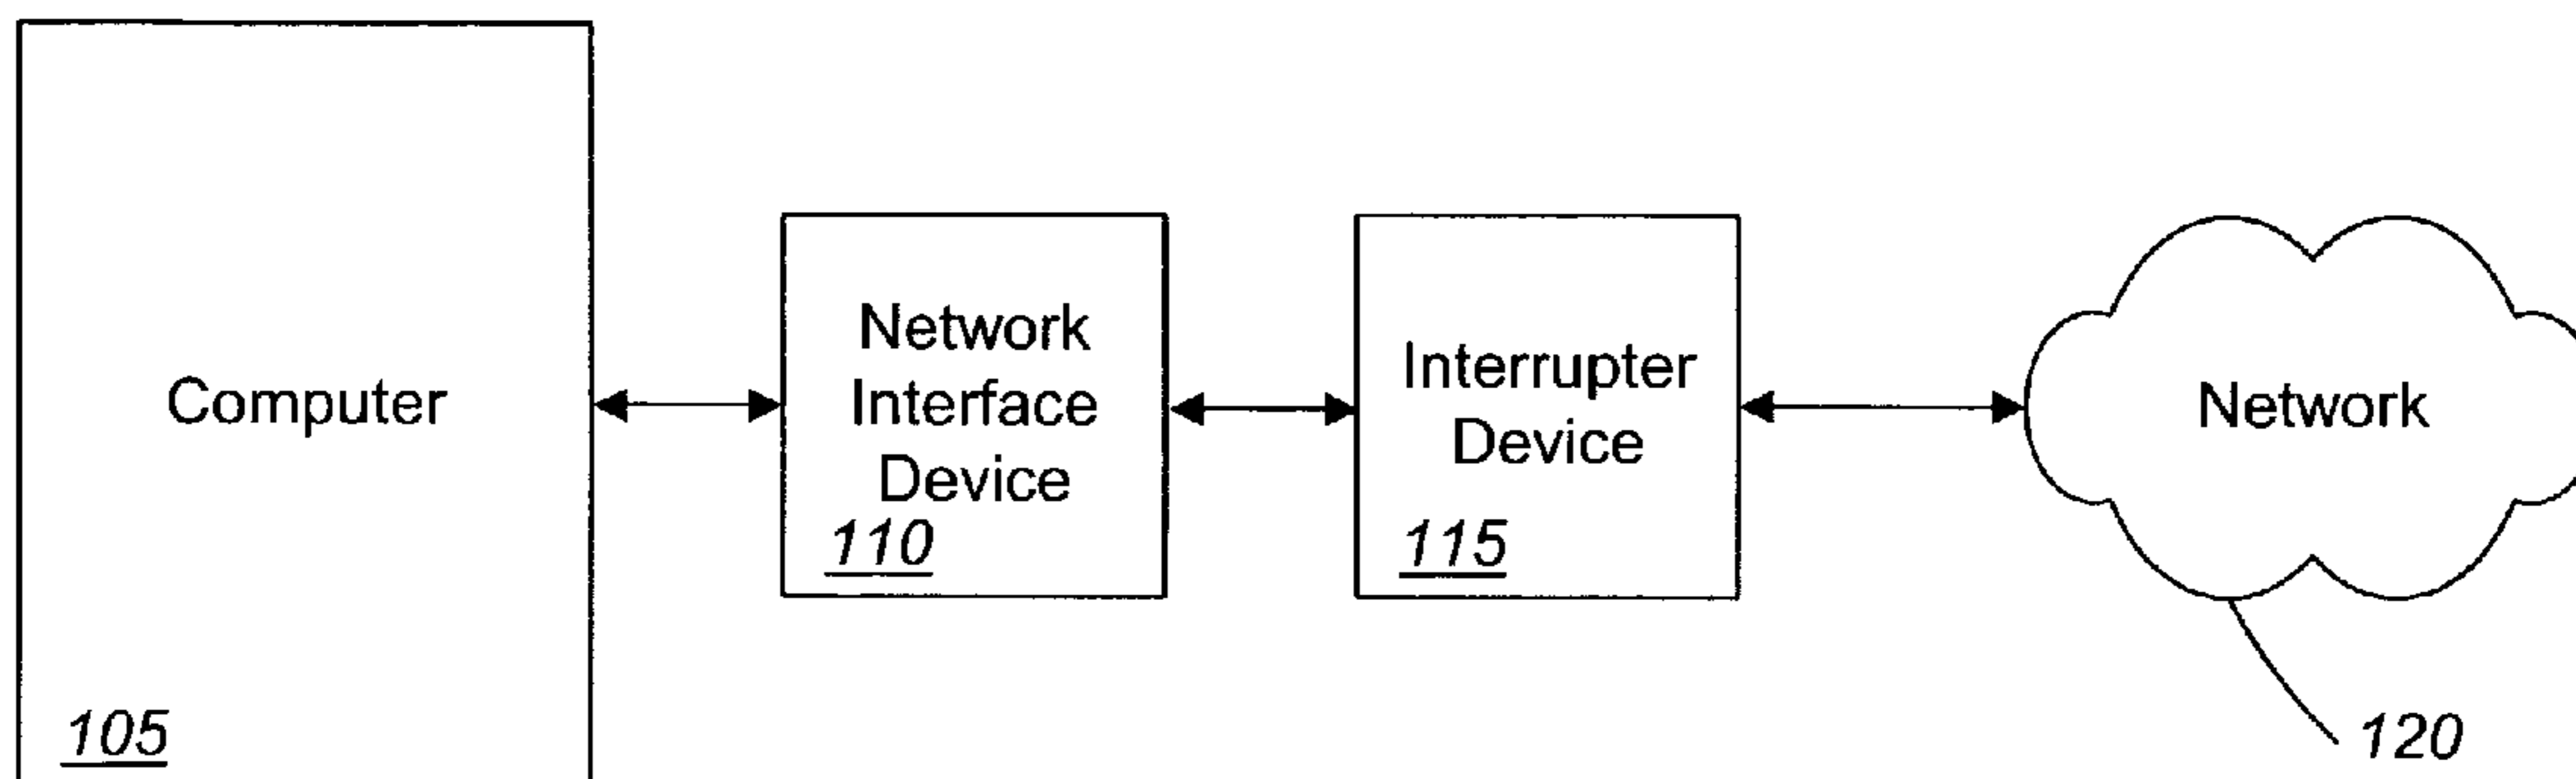 Computer
105
Network
Interface
Device
110
Interrupter
Device
115
Network
120